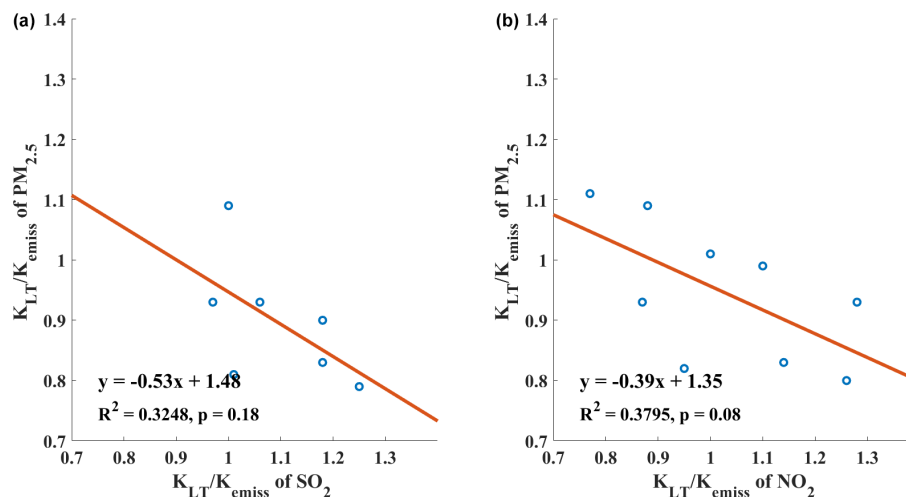 (a)
1.4
1.3
1.2
1.1
1
0.9
0.8
0.7
K_LT/K_emiss of PM_2.5
y = -0.53x + 1.48
R^2 = 0.3248, p = 0.18
0.7 0.8 0.9 1 1.1 1.2 1.3
K_LT/K_emiss of SO_2
(b)
1.4
1.3
1.2
1.1
1
0.9
0.8
0.7
K_LT/K_emiss of PM_2.5
y = -0.39x + 1.35
R^2 = 0.3795, p = 0.08
0.7 0.8 0.9 1 1.1 1.2 1.3
K_LT/K_emiss of NO_2